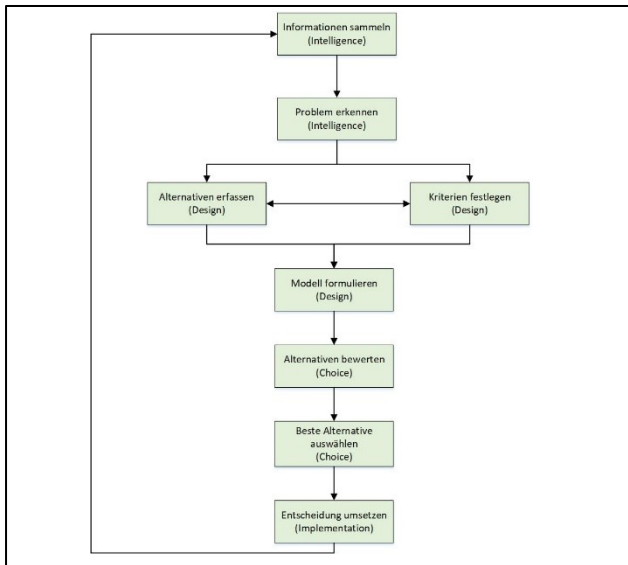 Informationen sammeln
(Intelligence)
Problem erkennen
(Intelligence)
Alternativen erfassen
(Design)
Kriterien festlegen
(Design)
Modell formulieren
(Design)
Alternativen bewerten
(Choice)
Beste Alternative
auswählen
(Choice)
Entscheidung umsetzen
(Implementation)